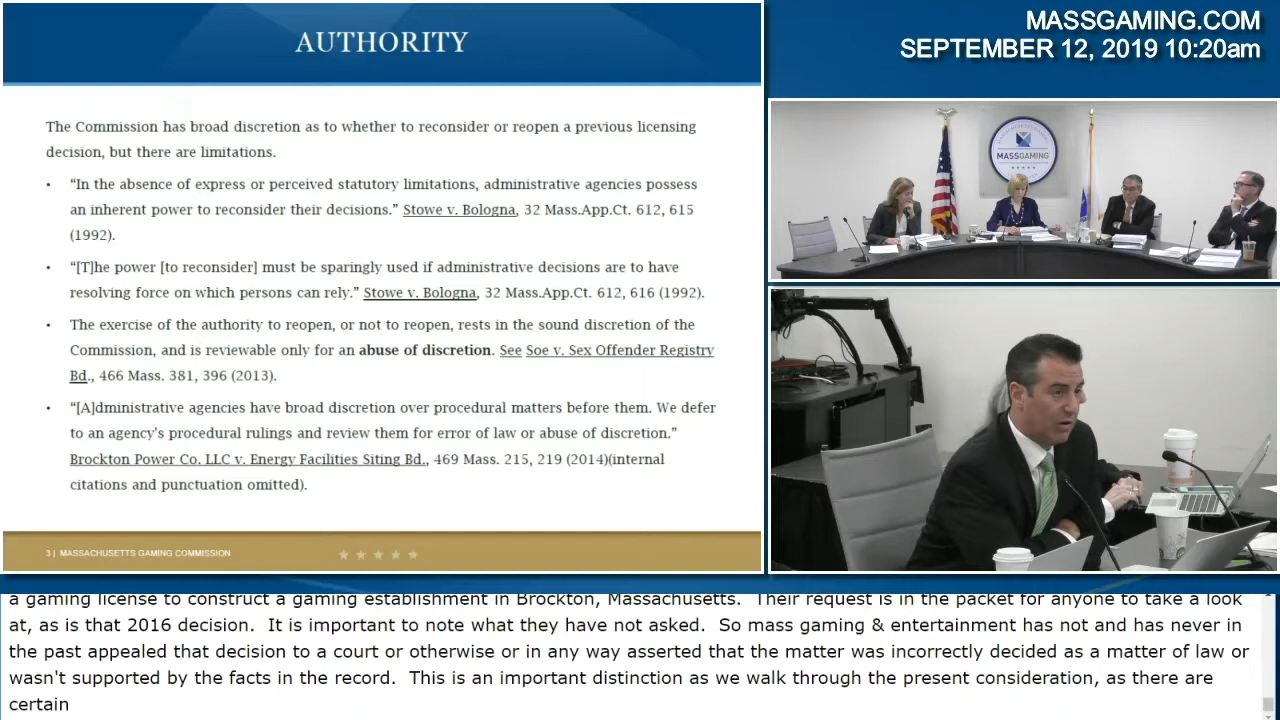 AUTHORITY
The Commission has broad discretion as to whether to reconsider or reopen a previous licensing
decision, but there are limitations.
• “In the absence of express or perceived statutory limitations, administrative agencies possess
an inherent power to reconsider their decisions.” Stowe v. Bologna, 32 Mass.App.Ct. 612, 615
(1992).
• “[T]he power [to reconsider] must be sparingly used if administrative decisions are to have
resolving force on which persons can rely.” Stowe v. Bologna, 32 Mass.App.Ct. 612, 616 (1992).
• The exercise of the authority to reopen, or not to reopen, rests in the sound discretion of the
Commission, and is reviewable only for an abuse of discretion. See Soe v. Sex Offender Registry
Bd., 466 Mass. 381, 396 (2013).
• “[A]dministrative agencies have broad discretion over procedural matters before them. We defer
to an agency’s procedural rulings and review them for error of law or abuse of discretion.”
Brockton Power Co. LLC v. Energy Facilities Siting Bd., 469 Mass. 215, 219 (2014)(internal
citations and punctuation omitted).
3 | MASSACHUSETTS GAMING COMMISSION
MASSGAMING.COM
SEPTEMBER 12, 2019 10:20am
MASSGAMING
a gaming license to construct a gaming establishment in Brockton, Massachusetts. Their request is in the packet for anyone to take a look
at, as is that 2016 decision. It is important to note what they have not asked. So mass gaming & entertainment has not and has never in
the past appealed that decision to a court or otherwise or in any way asserted that the matter was incorrectly decided as a matter of law or
wasn't supported by the facts in the record. This is an important distinction as we walk through the present consideration, as there are
certain